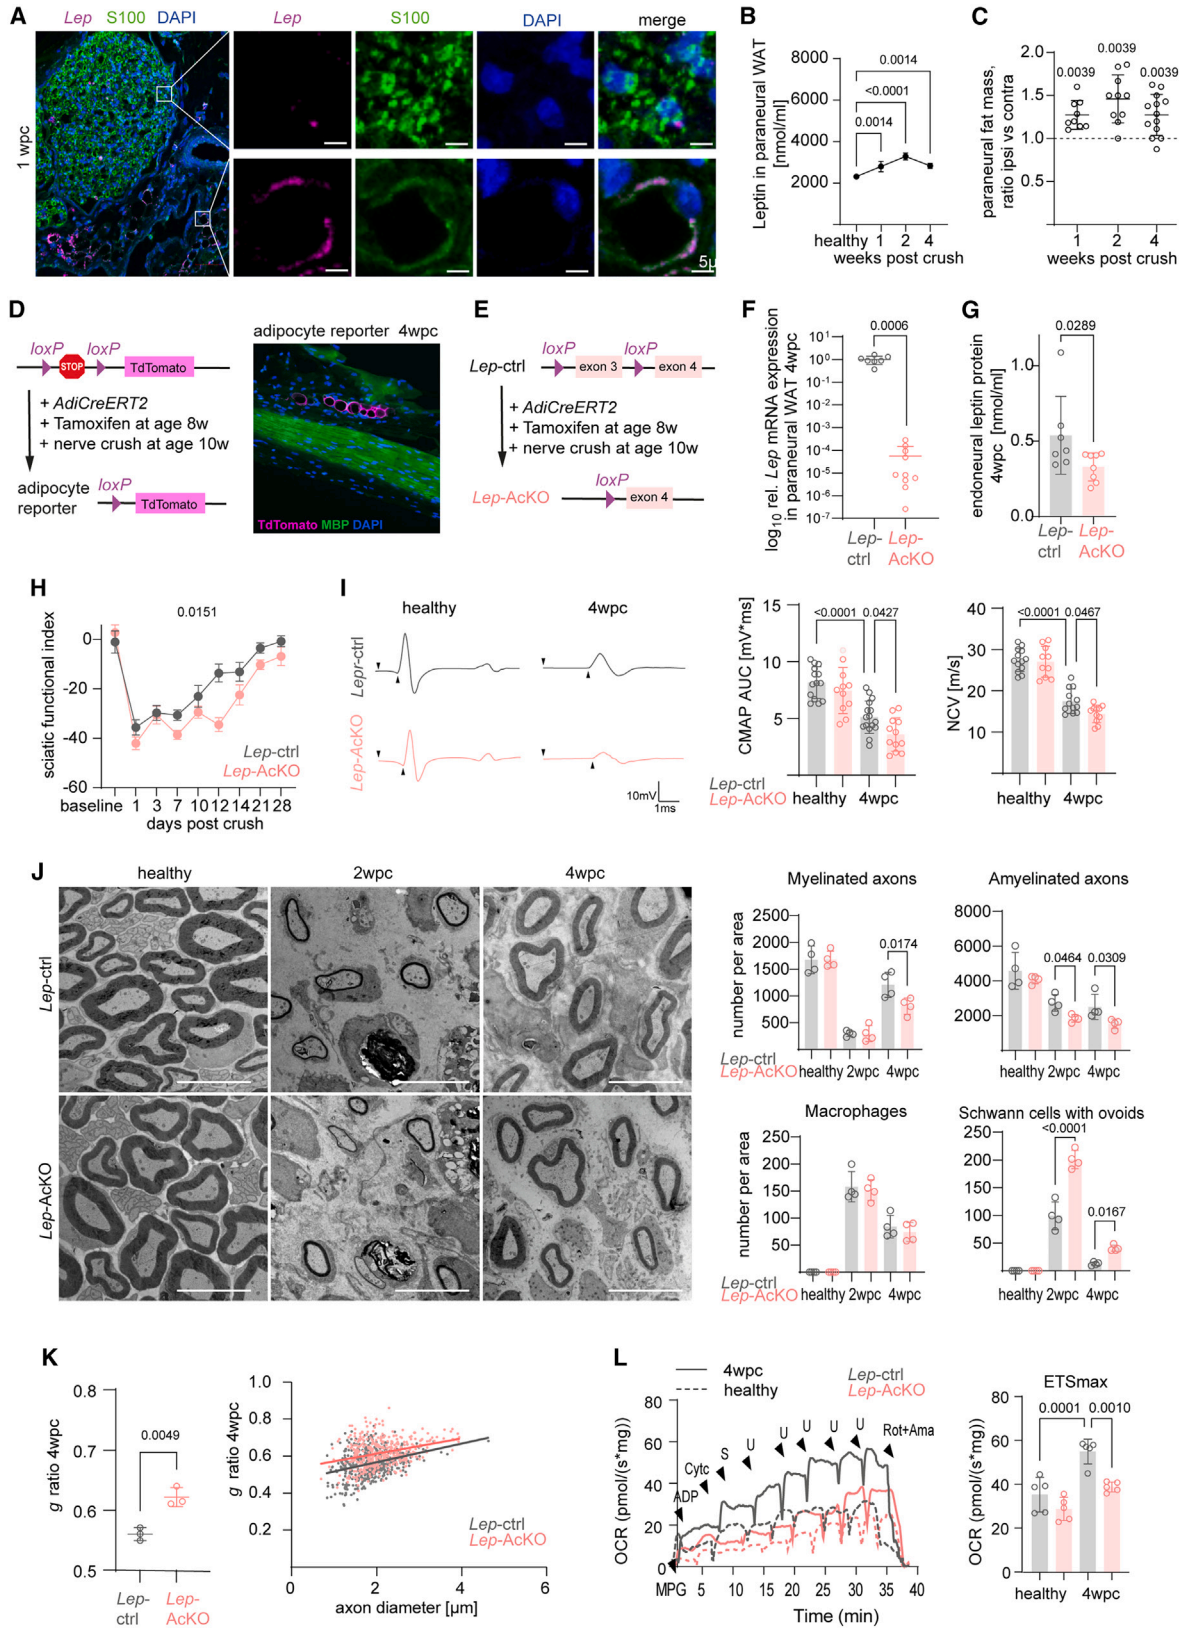 A
Lep S100 DAPI
Lep
S100
DAPI
merge
1 wpc
5µ
B
Leptin in paraneural WAT
[nmol/ml]
8000
6000
4000
2000
0.0014
<0.0001
0.0014
healthy 1 2 4
weeks post crush
C
paraneural fat mass,
ratio ipsi vs contra
2.0
1.5
1.0
0.5
0.0039
0.0039
0.0039
1 2 4
weeks post crush
D
loxP loxP
STOP
TdTomato
+ AdiCreERT2
+ Tamoxifen at age 8w
+ nerve crush at age 10w
adipocyte
reporter
loxP
TdTomato
adipocyte reporter 4wpc
TdTomato MBP DAPI
E
Lep-ctrl
loxP loxP
exon 3
exon 4
+ AdiCreERT2
+ Tamoxifen at age 8w
+ nerve crush at age 10w
Lep-AcKO
loxP
exon 4
F
log10 rel. Lep mRNA expression
in paraneural WAT 4wpc
10¹
10⁰
10⁻¹
10⁻²
10⁻³
10⁻⁴
10⁻⁵
10⁻⁶
10⁻⁷
0.0006
Lep-
ctrl
Lep-
AcKO
G
endoneural leptin protein
4wpc [nmol/ml]
1.0
0.5
0.0
0.0289
Lep-
ctrl
Lep-
AcKO
H
sciatic functional index
0
-20
-40
-60
0.0151
Lep-ctrl
Lep-AcKO
baseline 1 3 7 10 12 14 21 28
days post crush
I
healthy
4wpc
Lepr-ctrl
Lep-AcKO
10mV
1ms
CMAP AUC [mV*ms]
15
10
5
<0.0001 0.0427
Lep-ctrl
Lep-AcKO
healthy 4wpc
NCV [m/s]
40
30
20
10
<0.0001 0.0467
healthy 4wpc
J
healthy
2wpc
4wpc
Lep-ctrl
Lep-AcKO
Myelinated axons
number per area
2500
2000
1500
1000
500
0.0174
Lep-ctrl
Lep-AcKO
healthy 2wpc 4wpc
Amyelinated axons
8000
6000
4000
2000
0.0464
0.0309
healthy 2wpc 4wpc
Macrophages
number per area
250
200
150
100
50
Lep-ctrl
Lep-AcKO
healthy 2wpc 4wpc
Schwann cells with ovoids
250
200
150
100
50
<0.0001
0.0167
healthy 2wpc 4wpc
K
g ratio 4wpc
0.8
0.7
0.6
0.5
0.0049
Lep-
ctrl
Lep-
AcKO
g ratio 4wpc
1.0
0.8
0.6
0.4
0.2
Lep-ctrl
Lep-AcKO
0 2 4 6
axon diameter [µm]
L
4wpc
healthy
Lep-ctrl
Lep-AcKO
OCR (pmol/(s*mg))
80
60
40
20
0
MPG
ADP
Cytc
S
U
U
U
U
U
Rot+Ama
5 10 15 20 25 30 35 40
Time (min)
ETSmax
OCR (pmol/(s*mg))
80
60
40
20
0
0.0001 0.0010
healthy 4wpc